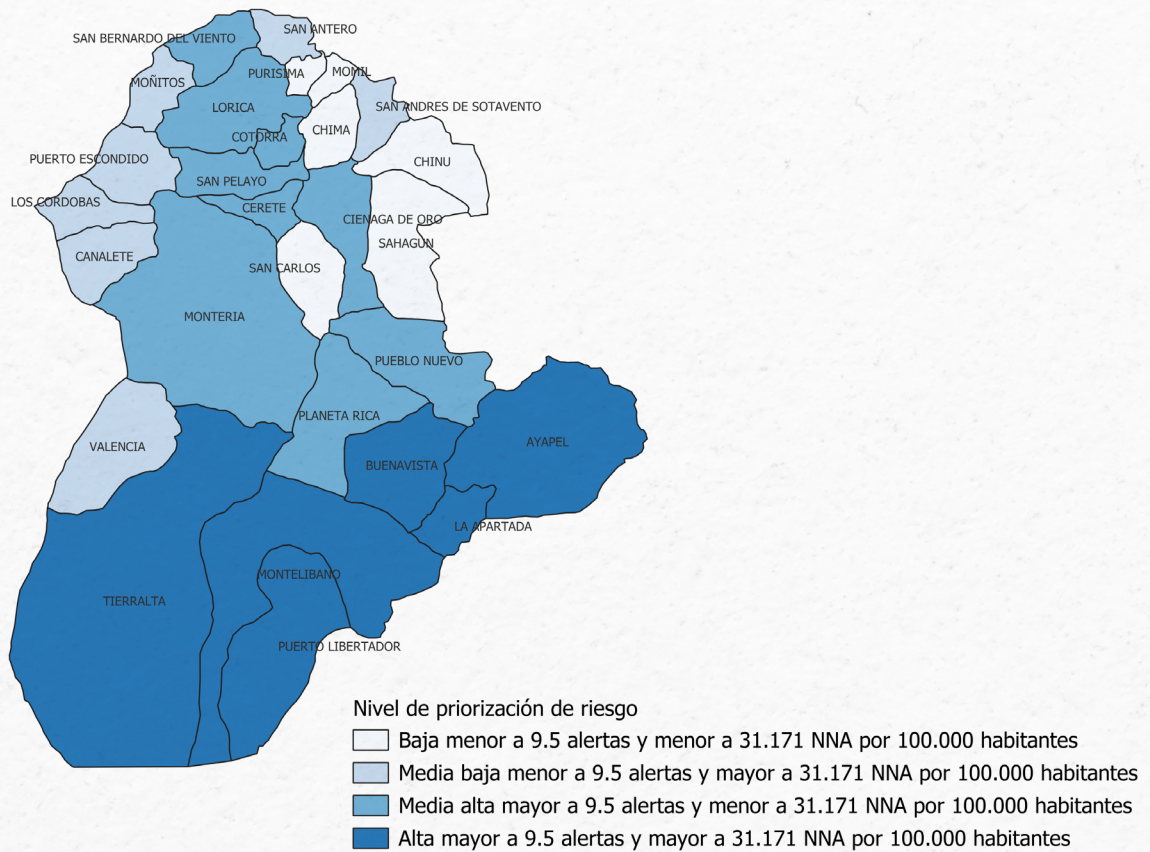 SAN ANTERO
SAN BERNARDO DEL VIENTO
PURISIMA
MOMIL
MOÑITOS
LORICA
SAN ANDRES DE SOTAVENTO
CHIMA
COTORRA
PUERTO ESCONDIDO
CHINU
SAN PELAYO
LOS CORDOBAS
CERETE
CIENAGA DE ORO
SAHAGUN
CANALETE
SAN CARLOS
MONTERIA
PUEBLO NUEVO
PLANETA RICA
AYAPEL
VALENCIA
BUENAVISTA
LA APARTADA
MONTELIBANO
TIERRALTA
PUERTO LIBERTADOR
Nivel de priorización de riesgo
Baja menor a 9.5 alertas y menor a 31.171 NNA por 100.000 habitantes
Media baja menor a 9.5 alertas y mayor a 31.171 NNA por 100.000 habitantes
Media alta mayor a 9.5 alertas y menor a 31.171 NNA por 100.000 habitantes
Alta mayor a 9.5 alertas y mayor a 31.171 NNA por 100.000 habitantes